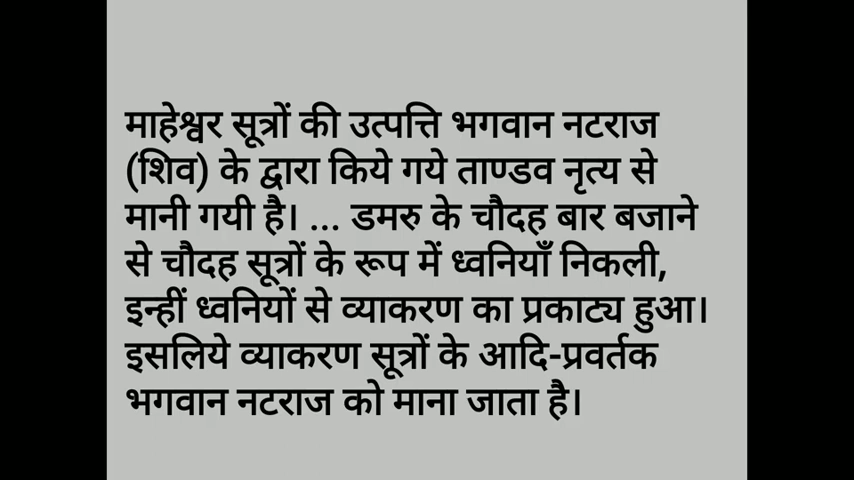 माहेश्वर सूत्रों की उत्पत्ति भगवान नटराज
(शिव) के द्वारा किये गये ताण्डव नृत्य से
मानी गयी है। ... डमरु के चौदह बार बजाने
से चौदह सूत्रों के रूप में ध्वनियाँ निकली,
इन्हीं ध्वनियों से व्याकरण का प्रकाट्य हुआ।
इसलिये व्याकरण सूत्रों के आदि-प्रवर्तक
भगवान नटराज को माना जाता है।